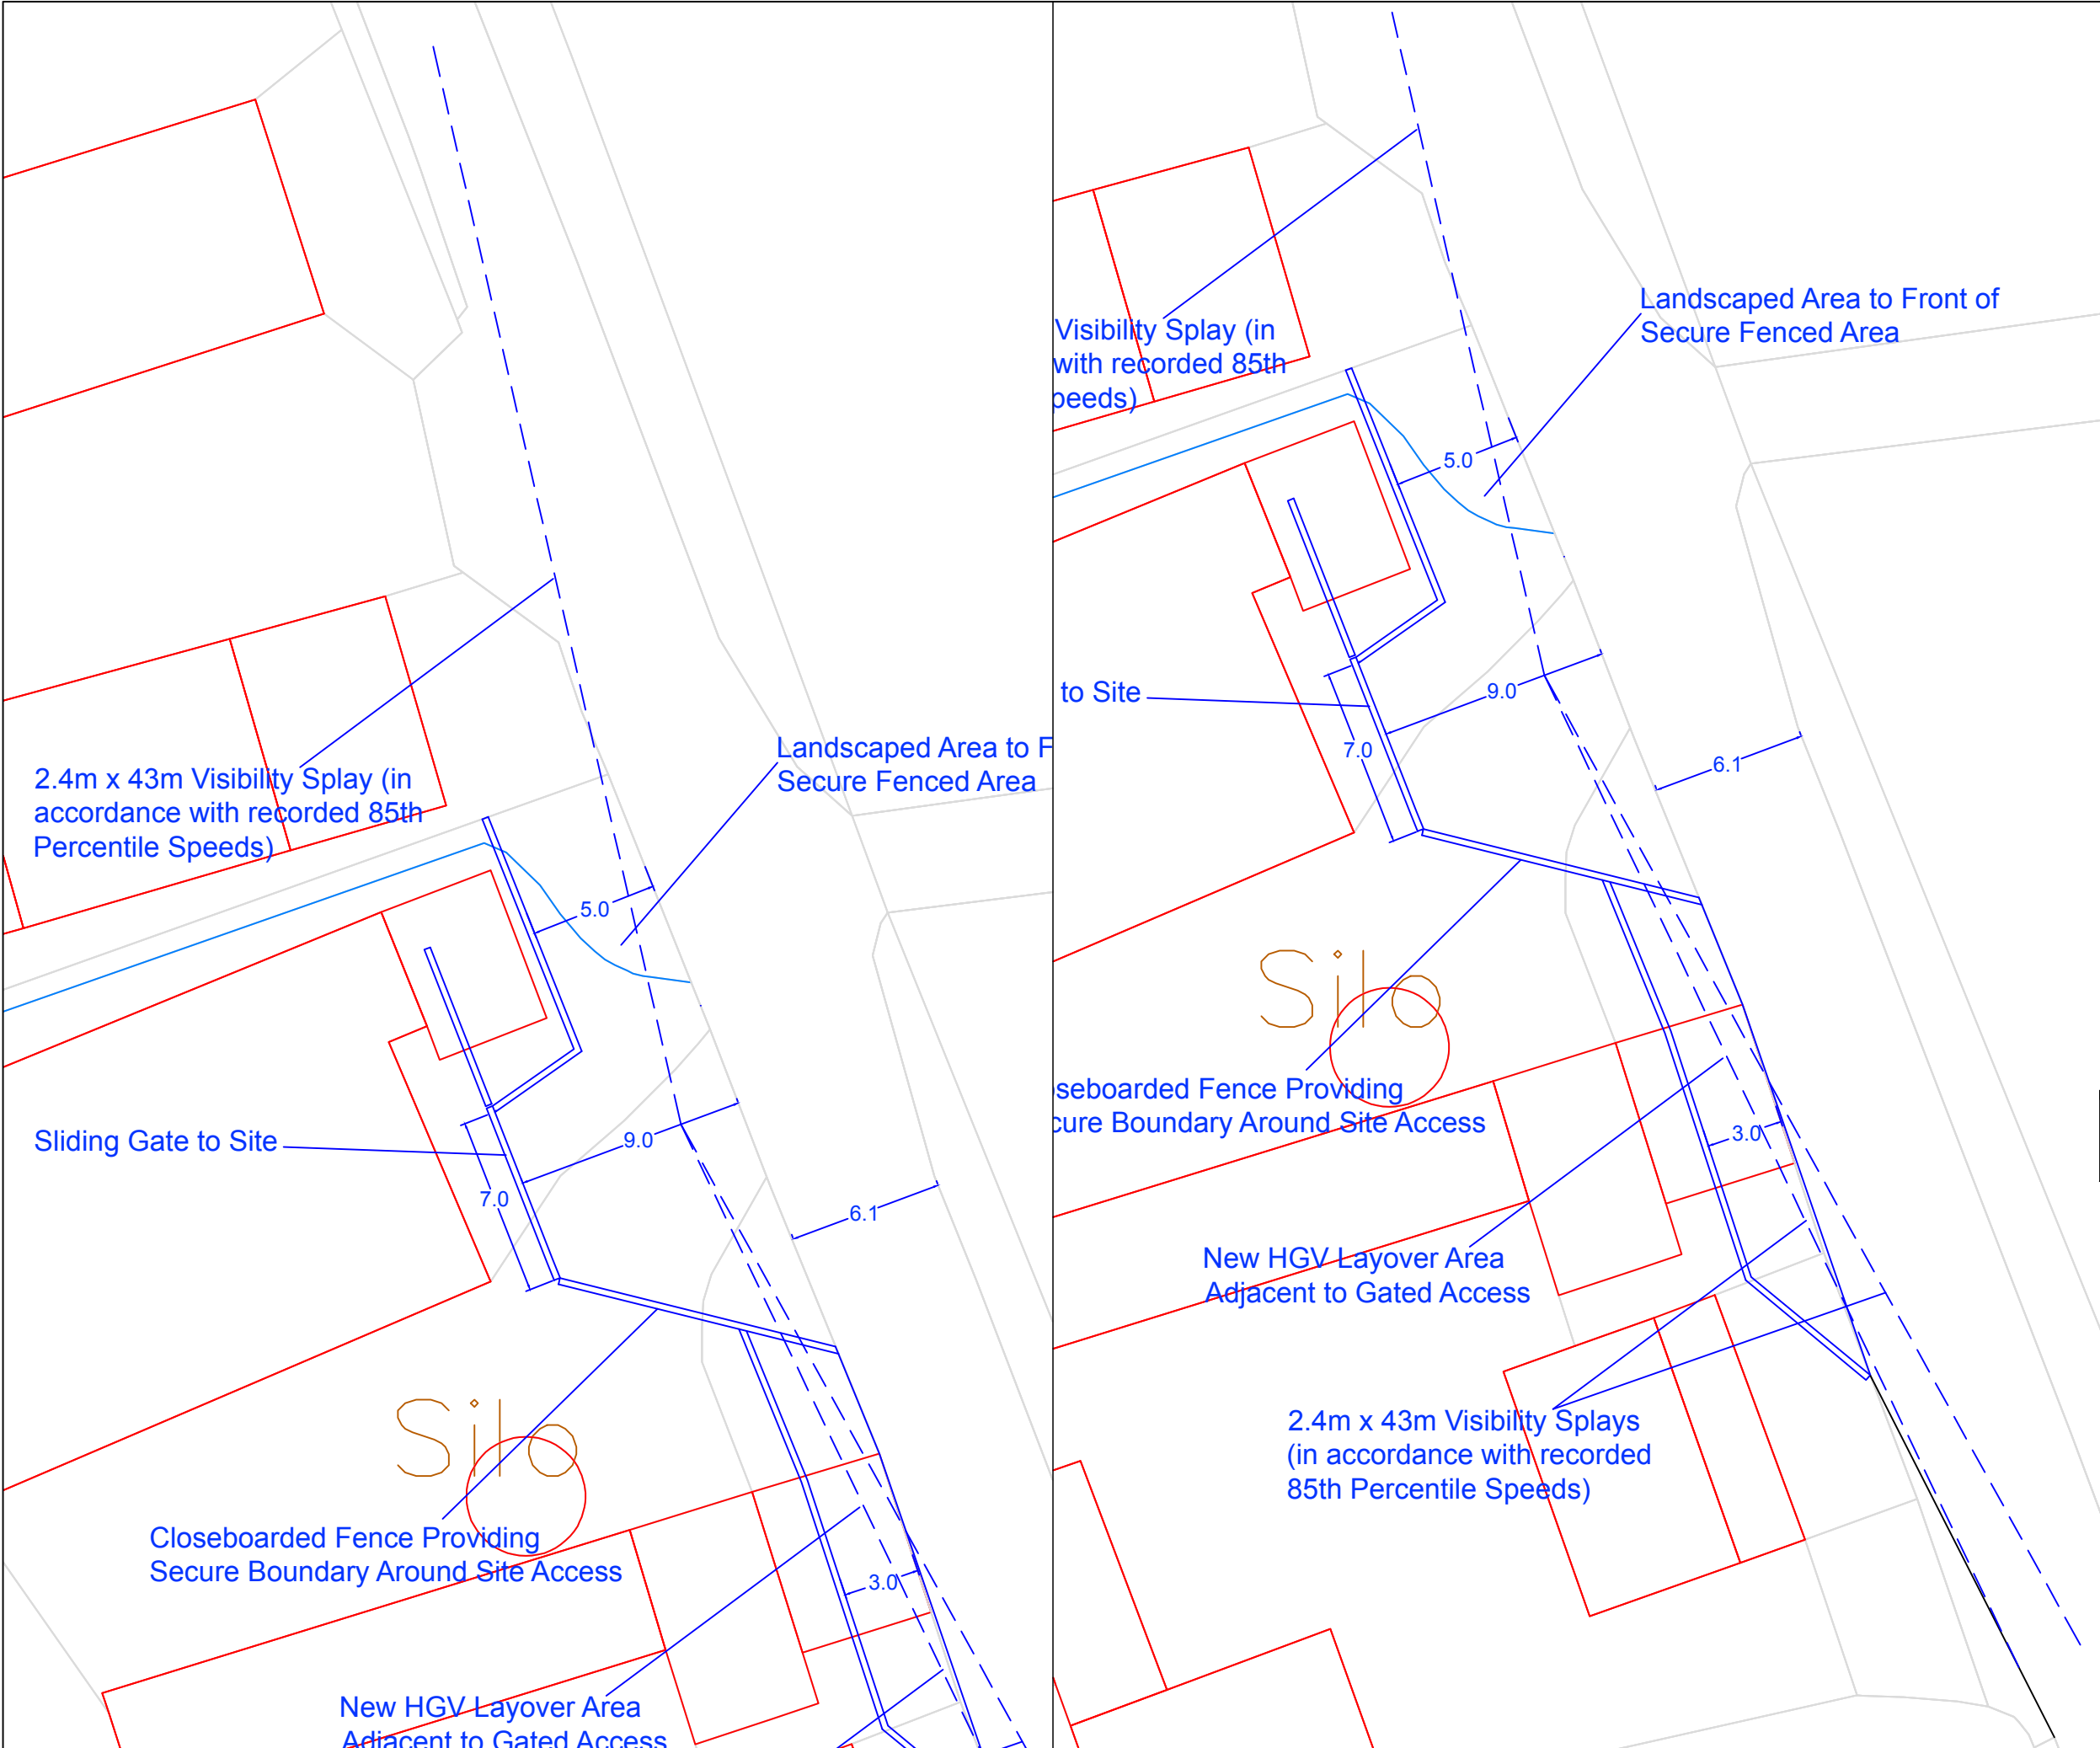 2.4m x 43m Visibility Splay (in
accordance with recorded 85th
Percentile Speeds)
Landscaped Area to F
Secure Fenced Area
5.0
Sliding Gate to Site
9.0
7.0
6.1
Silo
Closeboarded Fence Providing
Secure Boundary Around Site Access
3.0
New HGV Layover Area
Adjacent to Gated Access
Visibility Splay (in
with recorded 85th
peeds)
Landscaped Area to Front of
Secure Fenced Area
5.0
to Site
9.0
7.0
6.1
Silo
oseboarded Fence Providing
cure Boundary Around Site Access
3.0
New HGV Layover Area
Adjacent to Gated Access
2.4m x 43m Visibility Splays
(in accordance with recorded
85th Percentile Speeds)